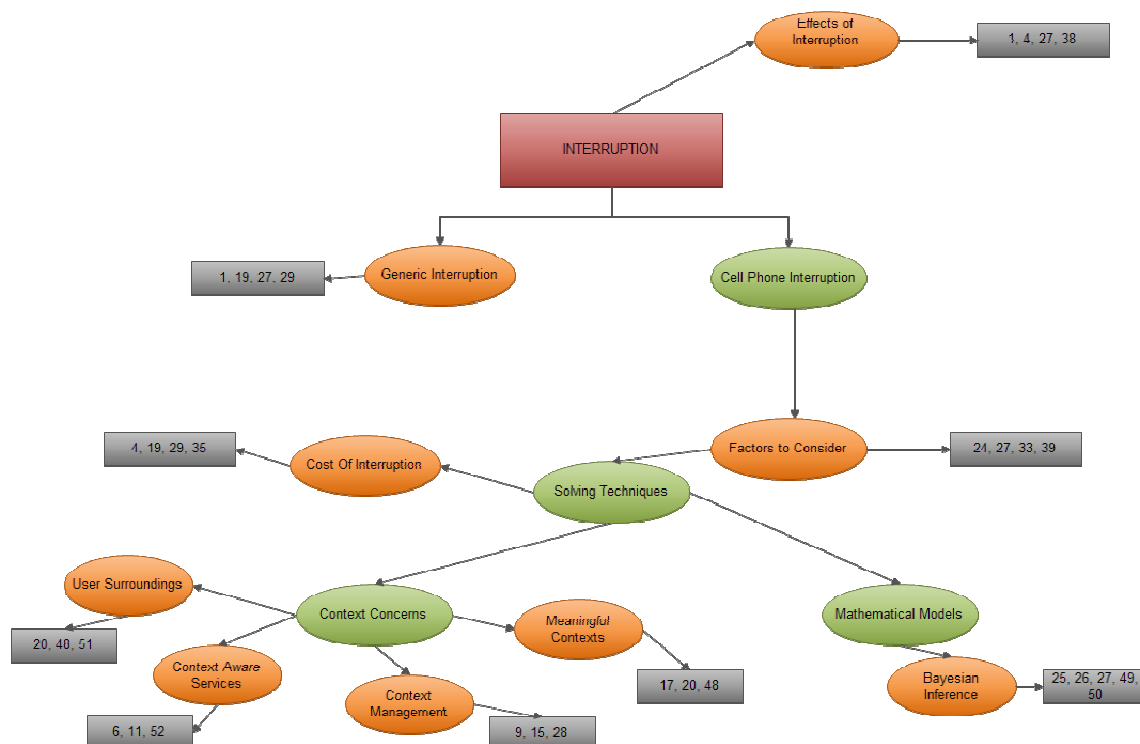 Effects of
Interruption
1, 4, 27, 38
INTERRUPTION
Generic Interruption
1, 19, 27, 29
Cell Phone Interruption
Factors to Consider
24, 27, 33, 39
Cost Of Interruption
4, 19, 29, 35
Solving Techniques
User Surroundings
20, 48, 51
Context Concerns
Meaningful
Contexts
17, 20, 48
Mathematical Models
Context Aware
Services
6, 11, 52
Context
Management
9, 15, 28
Bayesian
Inference
25, 26, 27, 49,
50